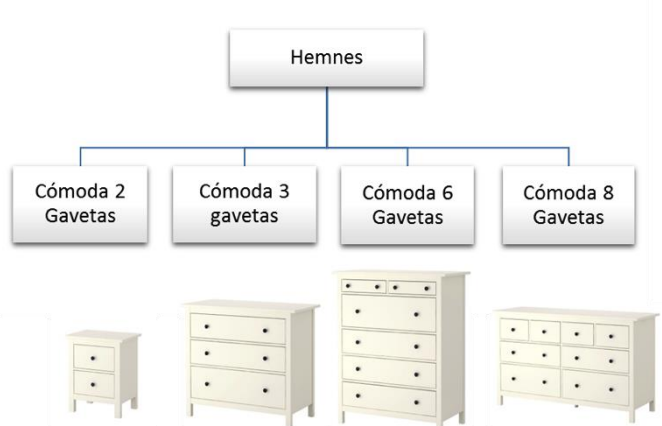 Hemnes
Cómoda 2
Gavetas
Cómoda 3
gavetas
Cómoda 6
Gavetas
Cómoda 8
Gavetas